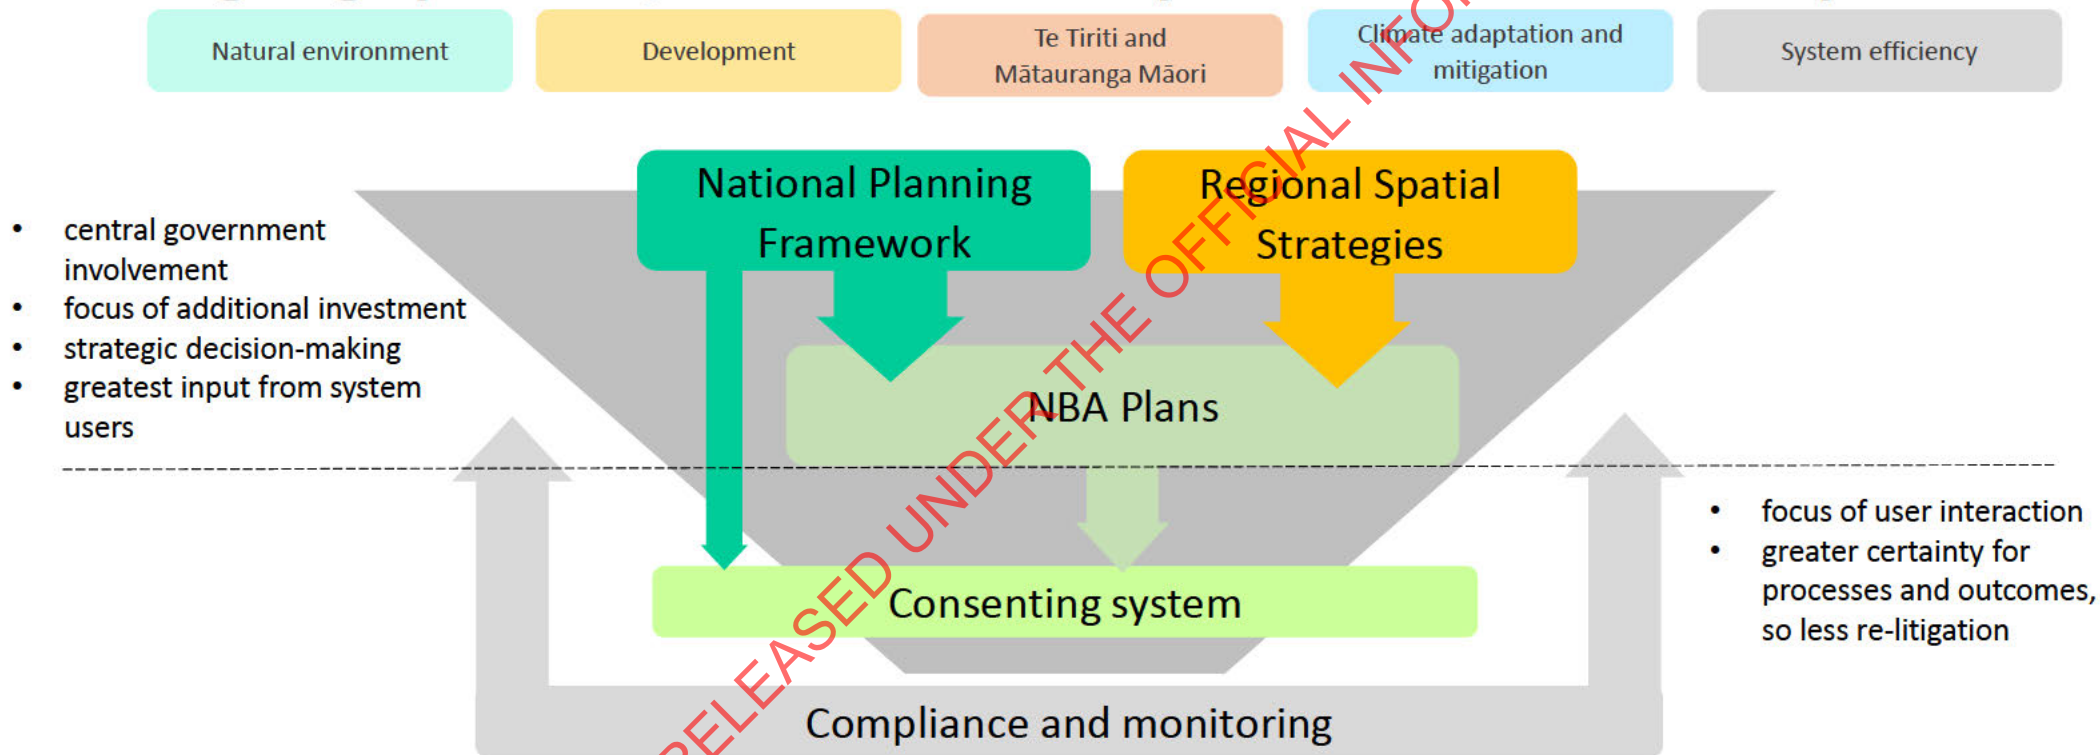 Natural environment
Development
Te Tiriti and
Mātauranga Māori
Climate adaptation and
mitigation
System efficiency
National Planning
Framework
Regional Spatial
Strategies
• central government
involvement
• focus of additional investment
• strategic decision-making
• greatest input from system
users
NBA Plans
• focus of user interaction
• greater certainty for
processes and outcomes,
so less re-litigation
Consenting system
Compliance and monitoring
RELEASED UNDER THE OFFICIAL